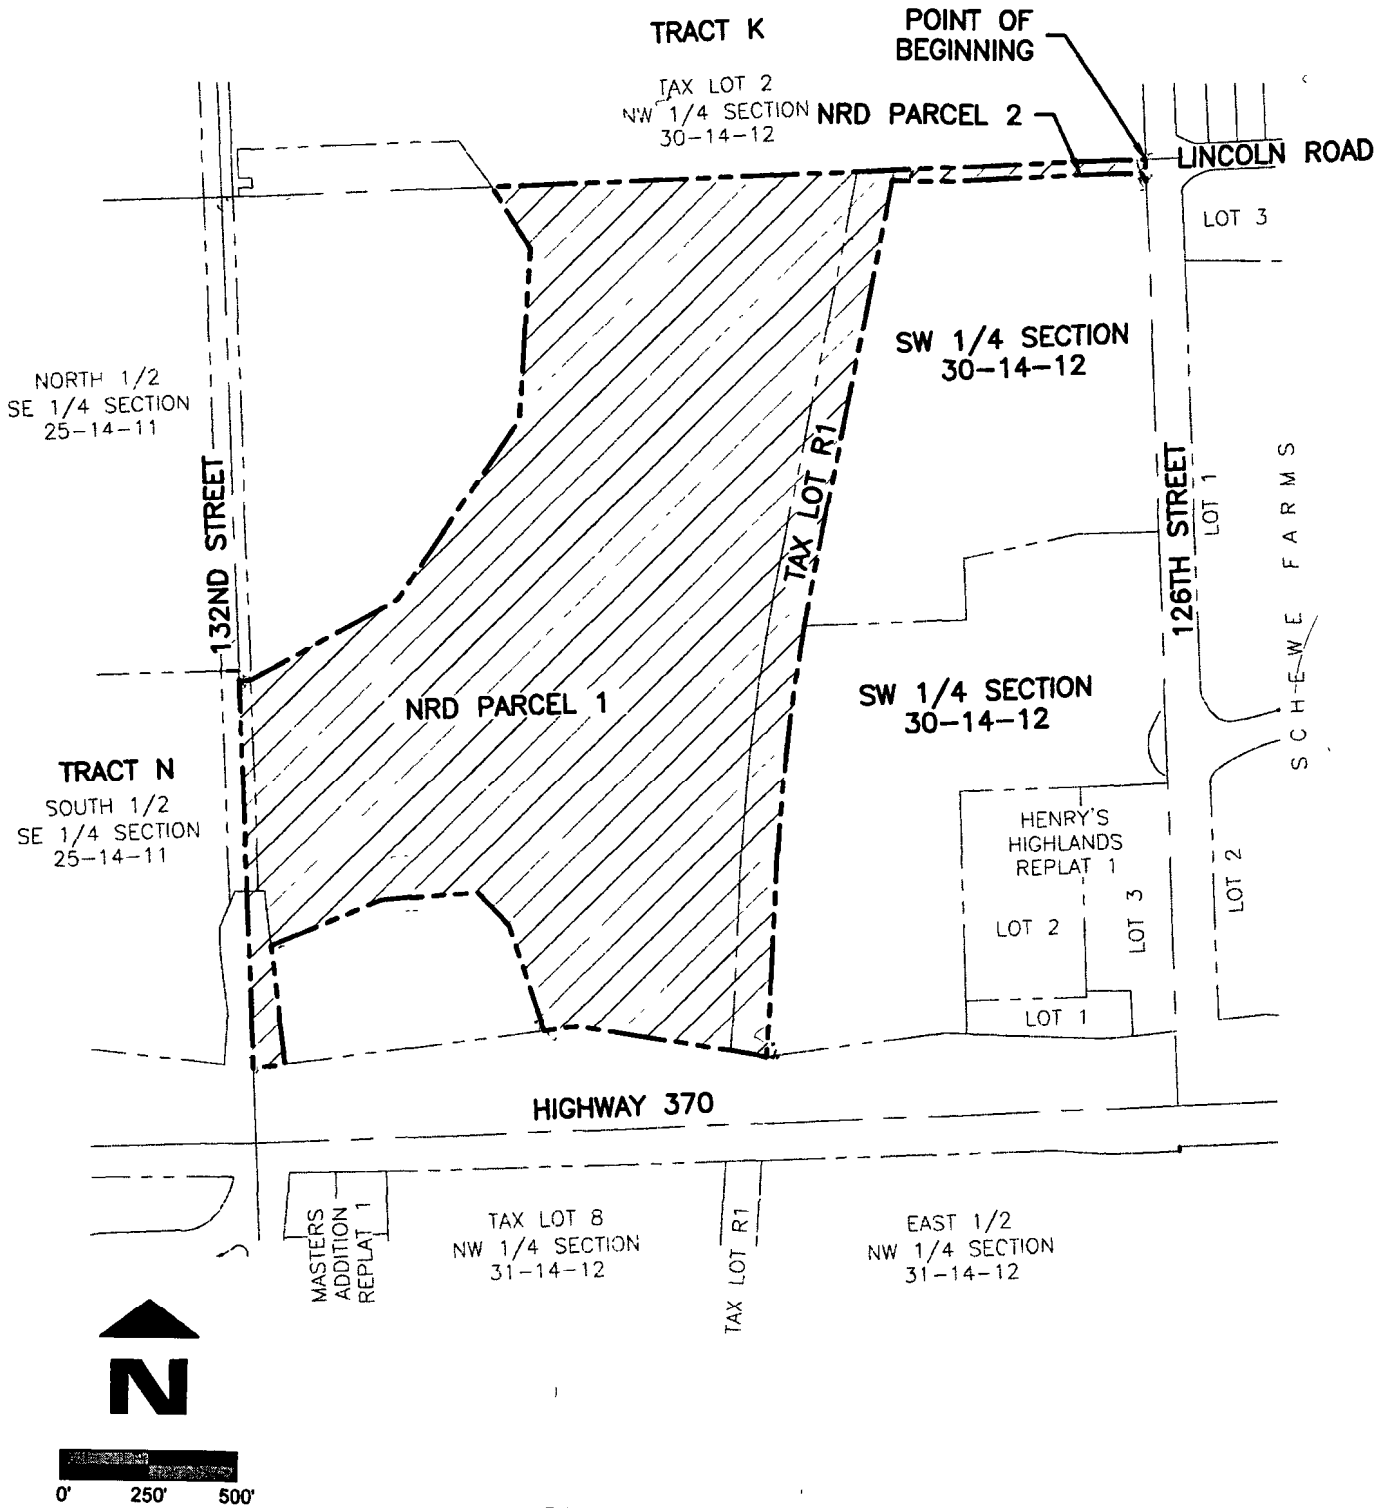 TRACT K
POINT OF
BEGINNING
TAX LOT 2
NW 1/4 SECTION
30-14-12
NRD PARCEL 2
LINCOLN ROAD
LOT 3
SW 1/4 SECTION
30-14-12
NORTH 1/2
SE 1/4 SECTION
25-14-11
132ND STREET
TAX LOT R1
126TH STREET
LOT 1
SCHEWE FARMS
NRD PARCEL 1
SW 1/4 SECTION
30-14-12
TRACT N
SOUTH 1/2
SE 1/4 SECTION
25-14-11
HENRY'S
HIGHLANDS
REPLAT 1
LOT 2
LOT 3
LOT 2
LOT 1
HIGHWAY 370
MASTERS
ADDITION
REPLAT 1
TAX LOT 8
NW 1/4 SECTION
31-14-12
TAX LOT R1
EAST 1/2
NW 1/4 SECTION
31-14-12
N
0' 250' 500'